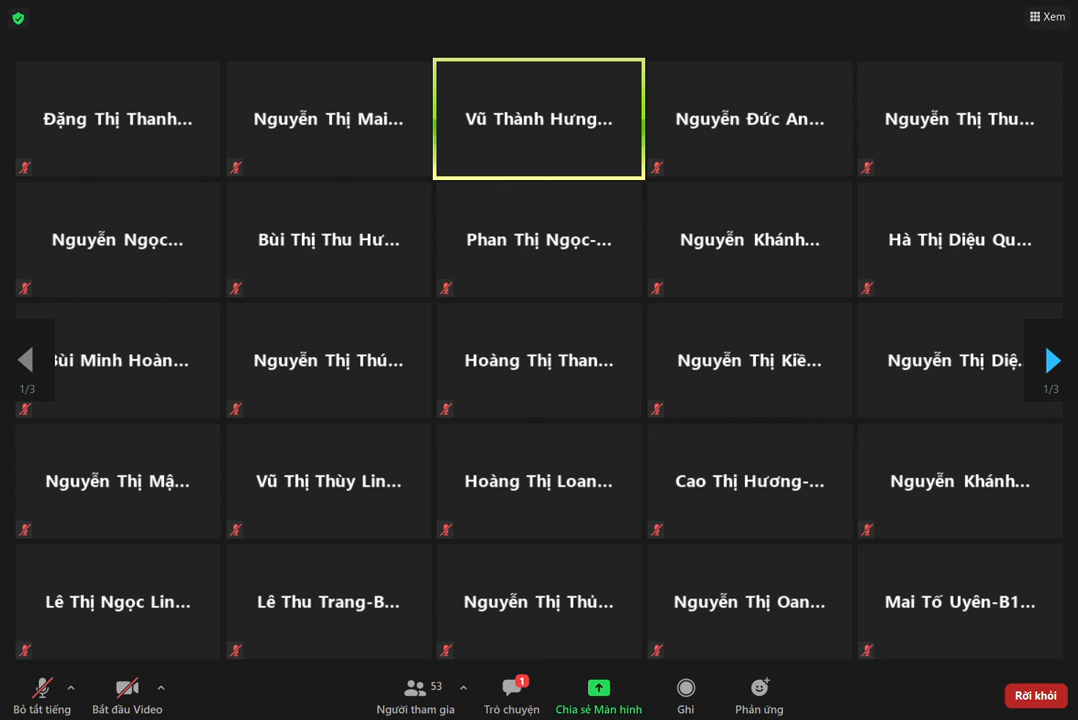 Xem
Đặng Thị Thanh...
Nguyễn Thị Mai...
Vũ Thành Hưng...
Nguyễn Đức An...
Nguyễn Thị Thu...
Nguyễn Ngọc...
Bùi Thị Thu Hư...
Phan Thị Ngọc-...
Nguyễn Khánh...
Hà Thị Diệu Qu...
Bùi Minh Hoàn...
Nguyễn Thị Thú...
Hoàng Thị Than...
Nguyễn Thị Kiề...
Nguyễn Thị Diệ...
1/3
1/3
Nguyễn Thị Mậ...
Vũ Thị Thùy Lin...
Hoàng Thị Loan...
Cao Thị Hương-...
Nguyễn Khánh...
Lê Thị Ngọc Lin...
Lê Thu Trang-B...
Nguyễn Thị Thủ...
Nguyễn Thị Oan...
Mai Tố Uyên-B1...
53
1
Bỏ tắt tiếng
Bắt đầu Video
Người tham gia
Trò chuyện
Chia sẻ Màn hình
Ghi
Phản ứng
Rời khỏi